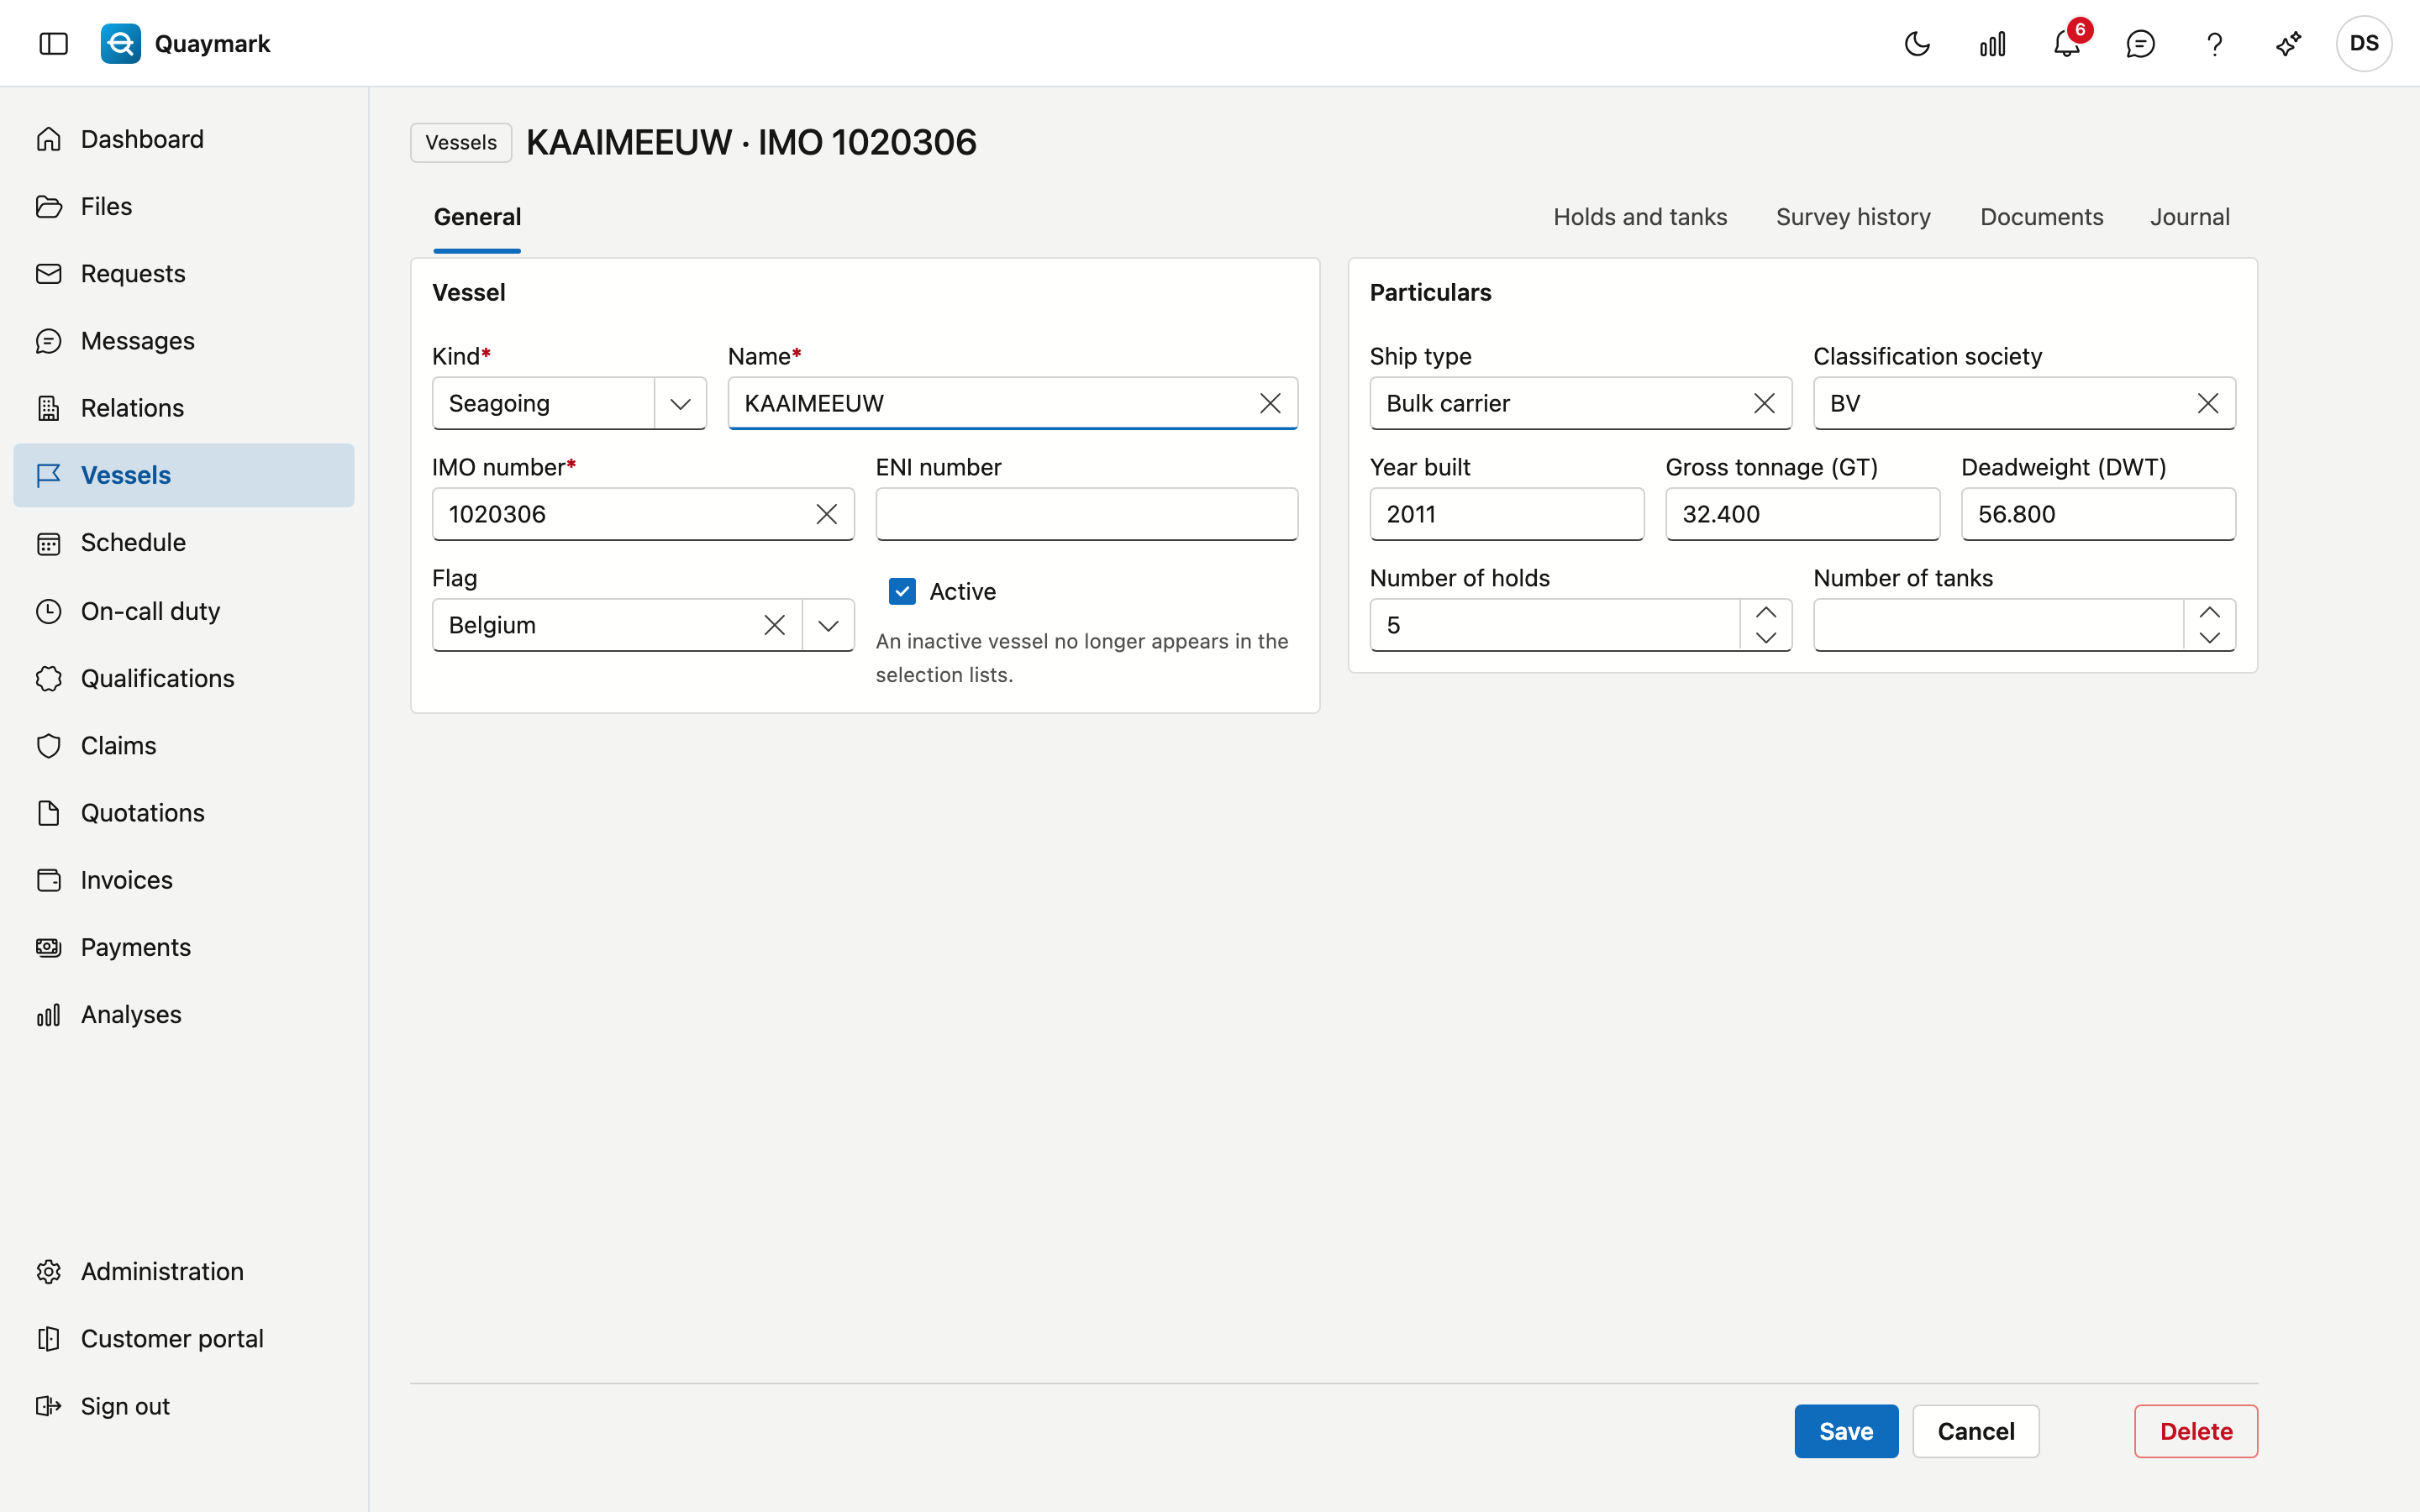 Quaymark
6
DS
Dashboard
Files
Requests
Messages
Relations
Vessels
Schedule
On-call duty
Qualifications
Claims
Quotations
Invoices
Payments
Analyses
Administration
Customer portal
Sign out
Vessels KAAIMEEUW · IMO 1020306
General Holds and tanks Survey history Documents Journal
Vessel
Kind* Name*
Seagoing KAAIMEEUW
IMO number* ENI number
1020306
Flag Active
Belgium
An inactive vessel no longer appears in the
selection lists.
Particulars
Ship type Classification society
Bulk carrier BV
Year built Gross tonnage (GT) Deadweight (DWT)
2011 32.400 56.800
Number of holds Number of tanks
5
Save Cancel Delete